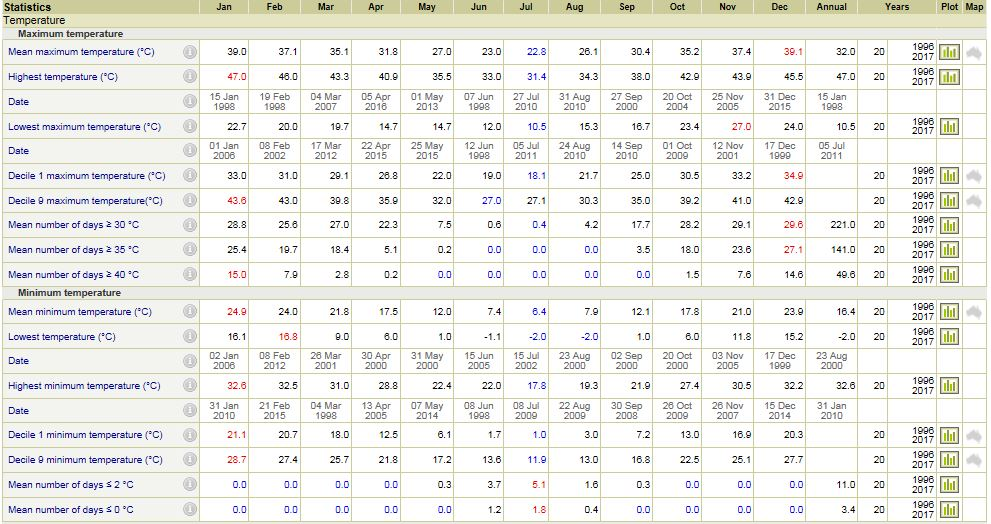 Statistics Jan Feb Mar Apr May Jun Jul Aug Sep Oct Nov Dec Annual Years Plot Map
Temperature
Maximum temperature
Mean maximum temperature (°C) 39.0 37.1 35.1 31.8 27.0 23.0 22.8 26.1 30.4 35.2 37.4 39.1 32.0 20 1996 2017
Highest temperature (°C) 47.0 46.0 43.3 40.9 35.5 33.0 31.4 34.3 38.0 42.9 43.9 45.5 47.0 20 1996 2017
Date 15 Jan 1998 19 Feb 1998 04 Mar 2007 05 Apr 2016 01 May 2013 07 Jun 1998 27 Jul 2010 31 Aug 2010 27 Sep 2000 20 Oct 2004 25 Nov 2005 31 Dec 2015 15 Jan 1998
Lowest maximum temperature (°C) 22.7 20.0 19.7 14.7 14.7 12.0 10.5 15.3 16.7 23.4 27.0 24.0 10.5 20 1996 2017
Date 01 Jan 2006 08 Feb 2002 17 Mar 2012 22 Apr 2015 25 May 2015 12 Jun 1998 05 Jul 2011 24 Aug 2010 14 Sep 2010 01 Oct 2009 12 Nov 2001 17 Dec 1999 05 Jul 2011
Decile 1 maximum temperature (°C) 33.0 31.0 29.1 26.8 22.0 19.0 18.1 21.7 25.0 30.5 33.2 34.9 20 1996 2017
Decile 9 maximum temperature(°C) 43.6 43.0 39.8 35.9 32.0 27.0 27.1 30.3 35.0 39.2 41.0 42.9 20 1996 2017
Mean number of days ≥ 30 °C 28.8 25.6 27.0 22.3 7.5 0.6 0.4 4.2 17.7 28.2 29.1 29.6 221.0 20 1996 2017
Mean number of days ≥ 35 °C 25.4 19.7 18.4 5.1 0.2 0.0 0.0 0.0 3.5 18.0 23.6 27.1 141.0 20 1996 2017
Mean number of days ≥ 40 °C 15.0 7.9 2.8 0.2 0.0 0.0 0.0 0.0 0.0 1.5 7.6 14.6 49.6 20 1996 2017
Minimum temperature
Mean minimum temperature (°C) 24.9 24.0 21.8 17.5 12.0 7.4 6.4 7.9 12.1 17.8 21.0 23.9 16.4 20 1996 2017
Lowest temperature (°C) 16.1 16.8 9.0 6.0 1.0 -1.1 -2.0 -2.0 1.0 6.0 11.8 15.2 -2.0 20 1996 2017
Date 02 Jan 2006 08 Feb 2012 26 Mar 2001 30 Apr 2000 31 May 2000 15 Jun 2005 15 Jul 2002 23 Aug 2000 02 Sep 2000 20 Oct 2000 03 Nov 2005 17 Dec 1999 23 Aug 2000
Highest minimum temperature (°C) 32.6 32.5 31.0 28.8 22.4 22.0 17.8 19.3 21.9 27.4 30.5 32.2 32.6 20 1996 2017
Date 31 Jan 2010 21 Feb 2015 04 Mar 1998 13 Apr 2005 07 May 2014 08 Jun 1998 08 Jul 2009 22 Aug 2009 30 Sep 2008 26 Oct 2009 26 Nov 2007 15 Dec 2014 31 Jan 2010
Decile 1 minimum temperature (°C) 21.1 20.7 18.0 12.5 6.1 1.7 1.0 3.0 7.2 13.0 16.9 20.3 20 1996 2017
Decile 9 minimum temperature (°C) 28.7 27.4 25.7 21.8 17.2 13.6 11.9 13.0 16.8 22.5 25.1 27.7 20 1996 2017
Mean number of days ≤ 2 °C 0.0 0.0 0.0 0.0 0.3 3.7 5.1 1.6 0.3 0.0 0.0 0.0 11.0 20 1996 2017
Mean number of days ≤ 0 °C 0.0 0.0 0.0 0.0 0.0 1.2 1.8 0.4 0.0 0.0 0.0 0.0 3.4 20 1996 2017